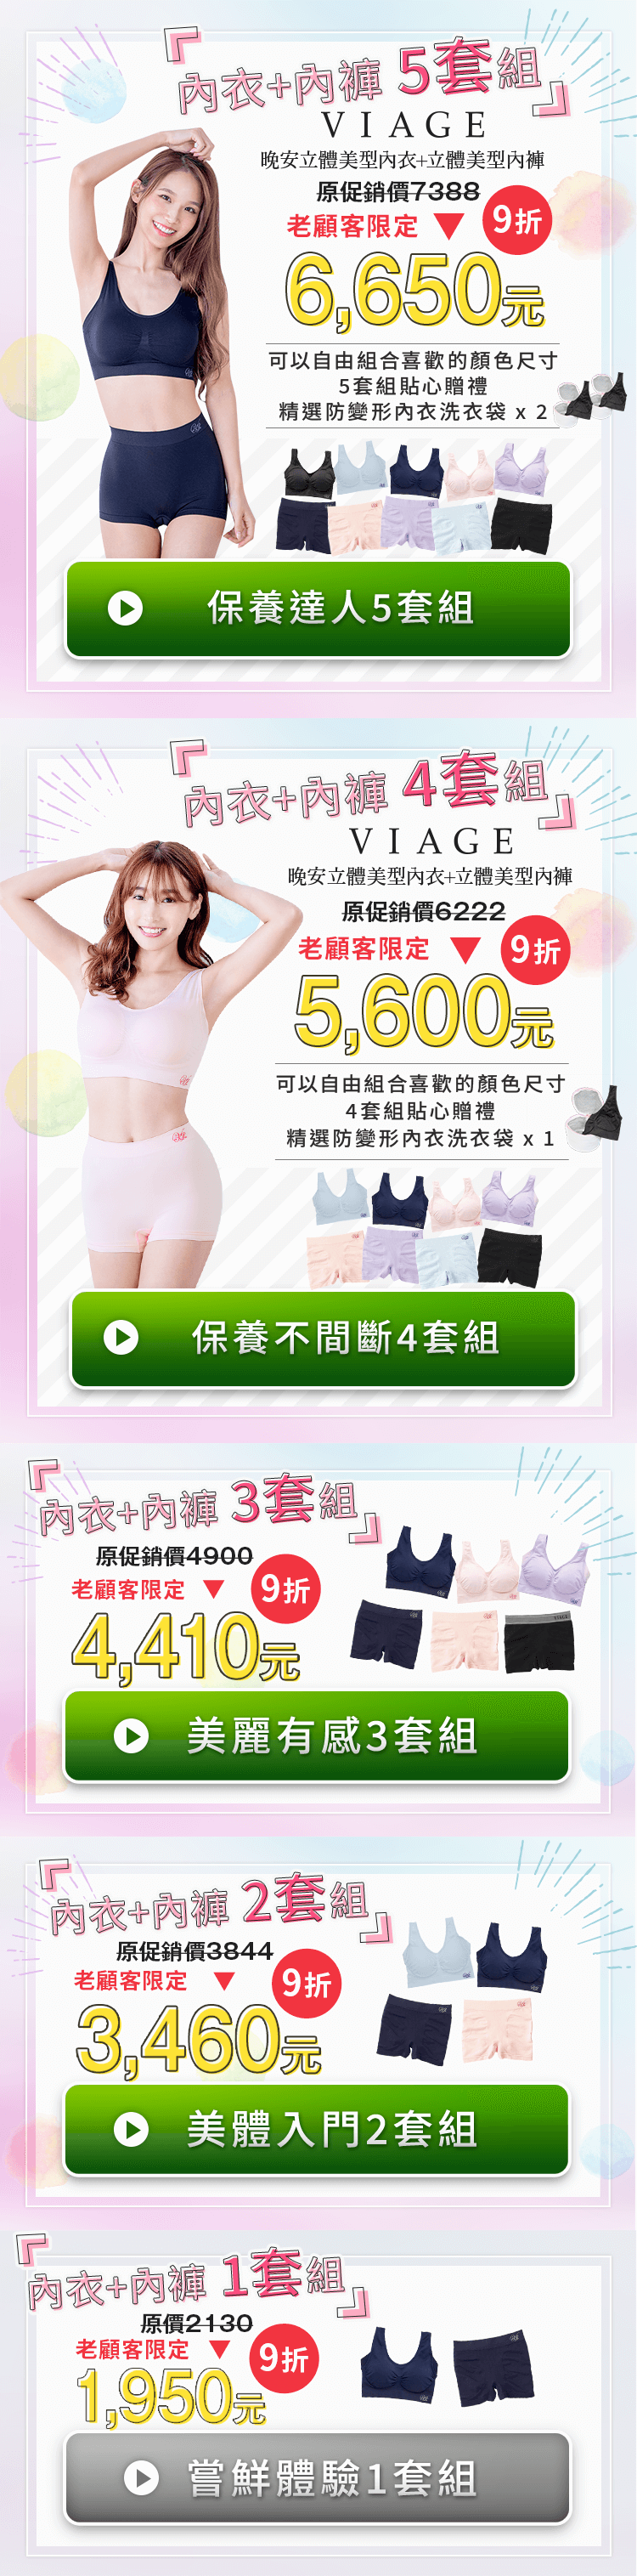 內衣+內褲 5套組
VIAGE
晚安立體美型內衣+立體美型內褲
原促銷價7388
老顧客限定 ▼ 9折
6,650元
可以自由組合喜歡的顏色尺寸
5套組貼心贈禮
精選防變形內衣洗衣袋 x 2
保養達人5套組
內衣+內褲 4套組
VIAGE
晚安立體美型內衣+立體美型內褲
原促銷價6222
老顧客限定 ▼ 9折
5,600元
可以自由組合喜歡的顏色尺寸
4套組貼心贈禮
精選防變形內衣洗衣袋 x 1
保養不間斷4套組
內衣+內褲 3套組
原促銷價4900
老顧客限定 ▼ 9折
4,410元
美麗有感3套組
內衣+內褲 2套組
原促銷價3844
老顧客限定 ▼ 9折
3,460元
美體入門2套組
內衣+內褲 1套組
原價2130
老顧客限定 ▼ 9折
1,950元
嘗鮮體驗1套組